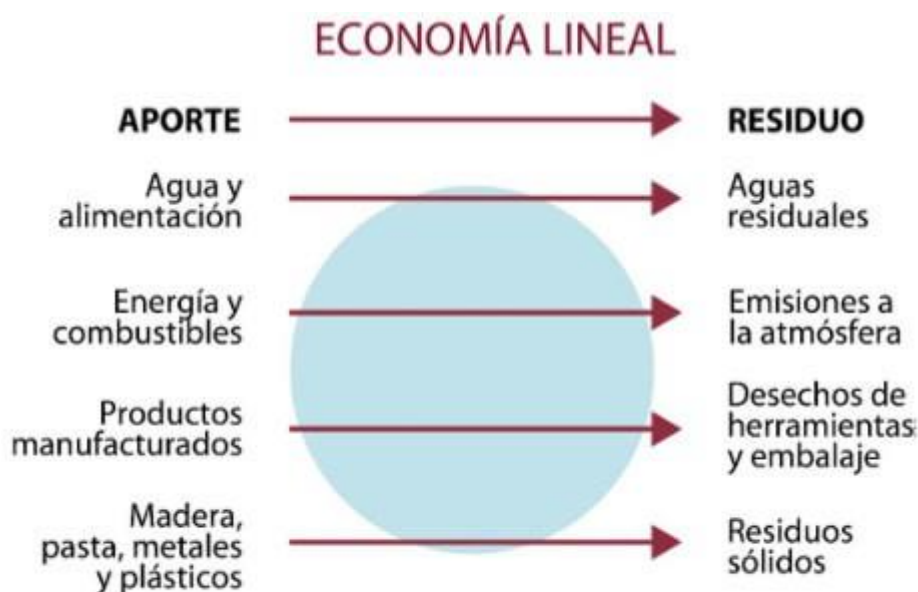 ECONOMÍA LINEAL
APORTE
RESIDUO
Agua y
alimentación
Aguas
residuales
Energía y
combustibles
Emisiones a
la atmósfera
Productos
manufacturados
Desechos de
herramientas
y embalaje
Madera,
pasta, metales
y plásticos
Residuos
sólidos